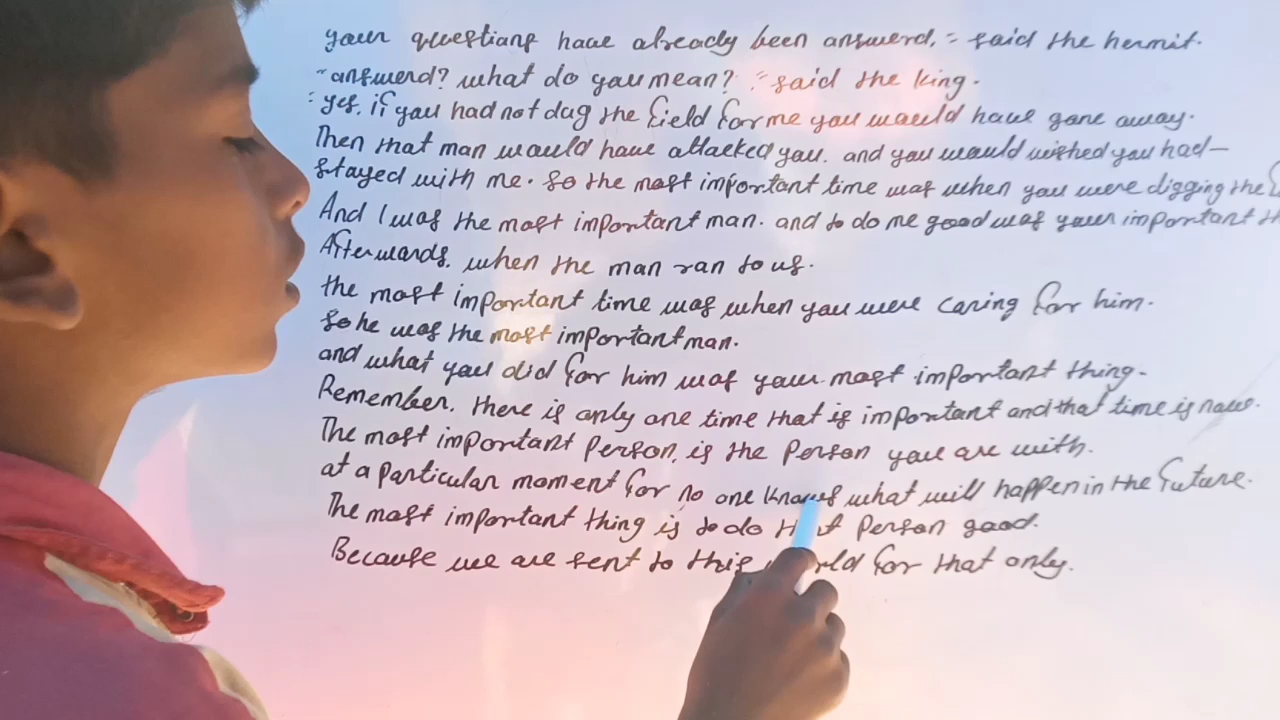 your questions have already been answerd," said the hermit.
"answerd? what do you mean?" "said the king.
"yes, if you had not dug the field for me you would have gone away.
Then that man would have attacked you. and you would wished you had-
stayed with me. so the most important time was when you were digging the
And I was the most important man. and to do me good was your important
Afterwards, when the man ran to us.
the most important time was when you were caring for him.
so he was the most important man.
and what you did for him was your most important thing.
Remember, there is only one time that is important and that time is now.
The most important Person, is the Person you are with.
at a Particular moment for no one knows what will happen in the future.
The most important thing is to do that Person good.
Because we are sent to this world for that only.